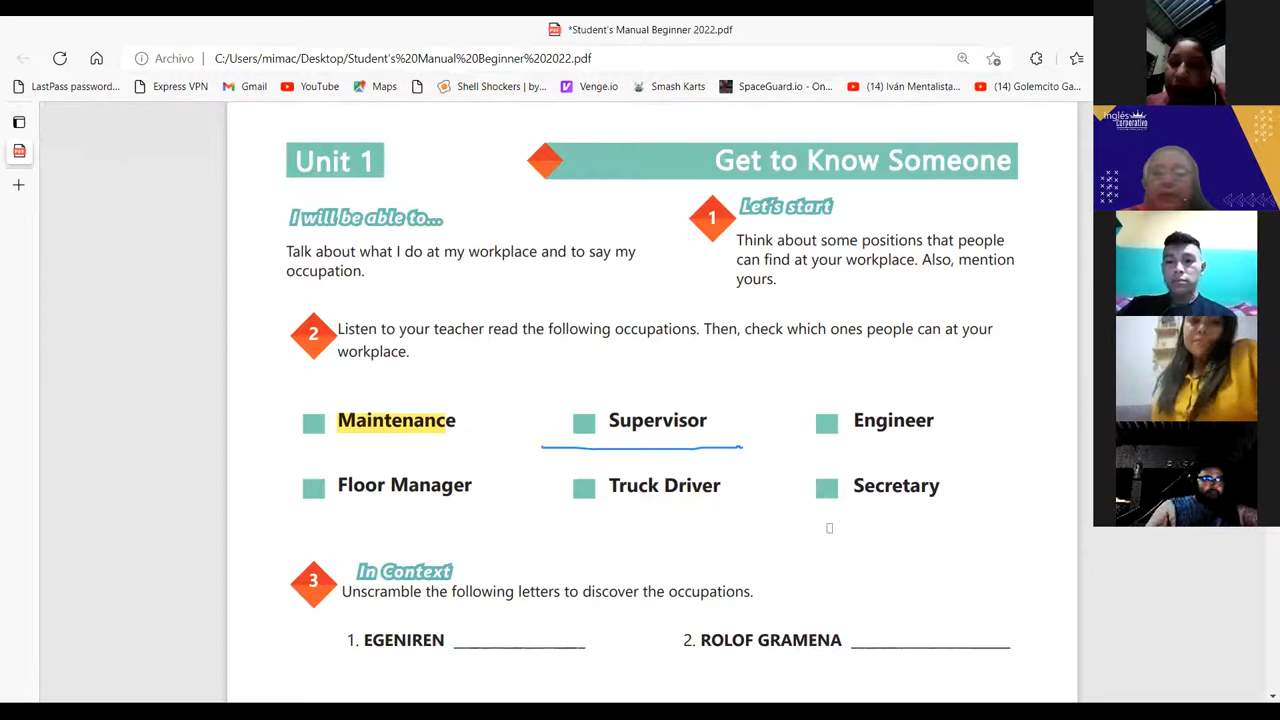 *Student's Manual Beginner 2022.pdf
Archivo C:/Users/mimac/Desktop/Student's%20Manual%20Beginner%202022.pdf
LastPass password... Express VPN Gmail YouTube Maps Shell Shockers | by... Venge.io Smash Karts SpaceGuard.io - On... (14) Iván Mentalista... (14) Golemcito Ga...
inglés corporativo
Unit 1
Get to Know Someone
I will be able to...
Talk about what I do at my workplace and to say my
occupation.
1 Let's start
Think about some positions that people
can find at your workplace. Also, mention
yours.
2 Listen to your teacher read the following occupations. Then, check which ones people can at your
workplace.
Maintenance Supervisor Engineer
Floor Manager Truck Driver Secretary
3 In Context
Unscramble the following letters to discover the occupations.
1. EGENIREN ______________ 2. ROLOF GRAMENA _________________